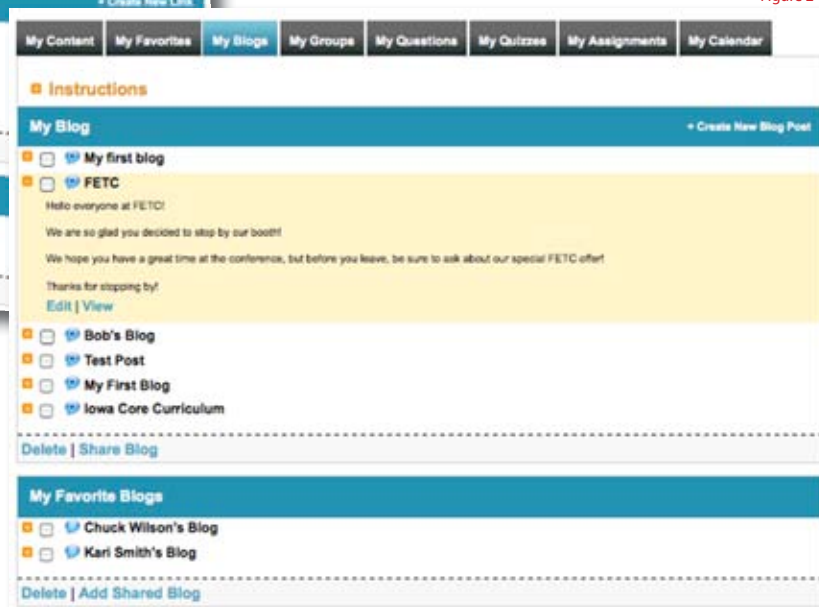 + Create New Link
My Content My Favorites My Blogs My Groups My Questions My Quizzes My Assignments My Calendar
Instructions
My Blog + Create New Blog Post
My first blog
FETC
Hello everyone at FETC!
We are so glad you decided to stop by our booth!
We hope you have a great time at the conference, but before you leave, be sure to ask about our special FETC offer!
Thanks for stopping by!
Edit | View
Bob's Blog
Test Post
My First Blog
Iowa Core Curriculum
Delete | Share Blog
My Favorite Blogs
Chuck Wilson's Blog
Kari Smith's Blog
Delete | Add Shared Blog